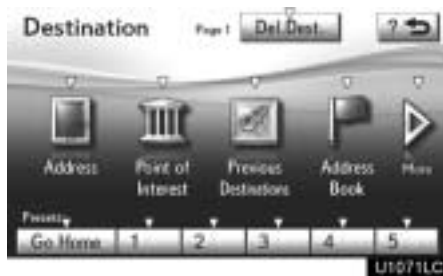 Destination Page 1 Del.Dest. ?
Address Point of Interest Previous Destinations Address Book More
Presets
Go Home 1 2 3 4 5
U1071LC